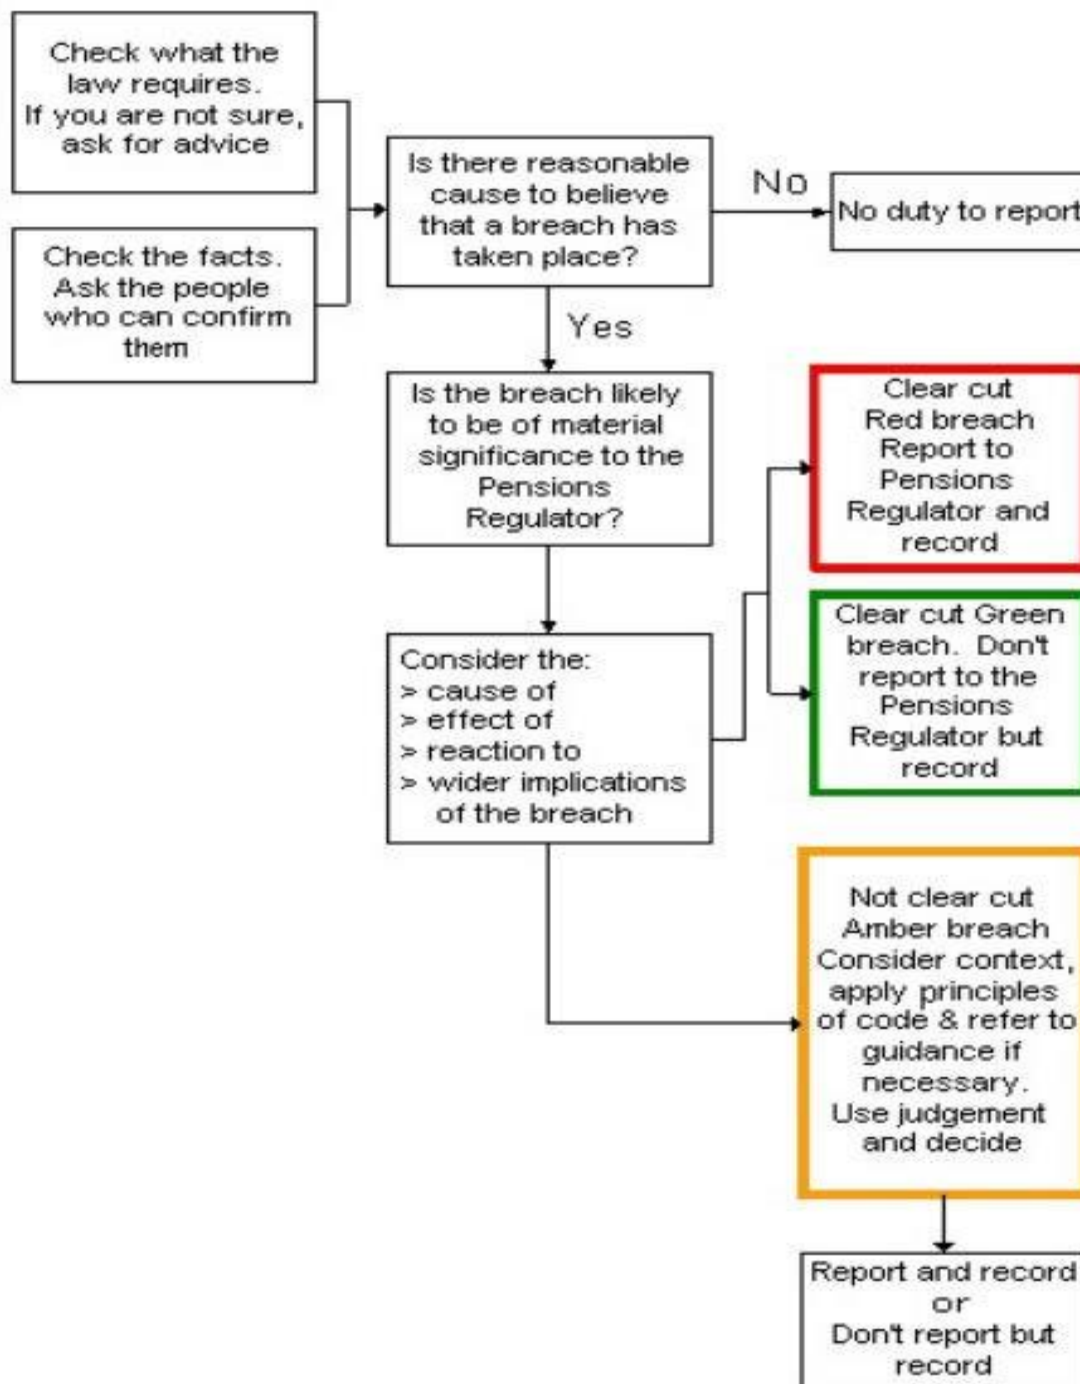 Check what the
law requires.
If you are not sure,
ask for advice
Check the facts.
Ask the people
who can confirm
them
Is there reasonable
cause to believe
that a breach has
taken place?
No
No duty to report
Yes
Is the breach likely
to be of material
significance to the
Pensions
Regulator?
Clear cut
Red breach
Report to
Pensions
Regulator and
record
Clear cut Green
breach. Don't
report to the
Pensions
Regulator but
record
Consider the:
> cause of
> effect of
> reaction to
> wider implications
of the breach
Not clear cut
Amber breach
Consider context,
apply principles
of code & refer to
guidance if
necessary.
Use judgement
and decide
Report and record
or
Don't report but
record